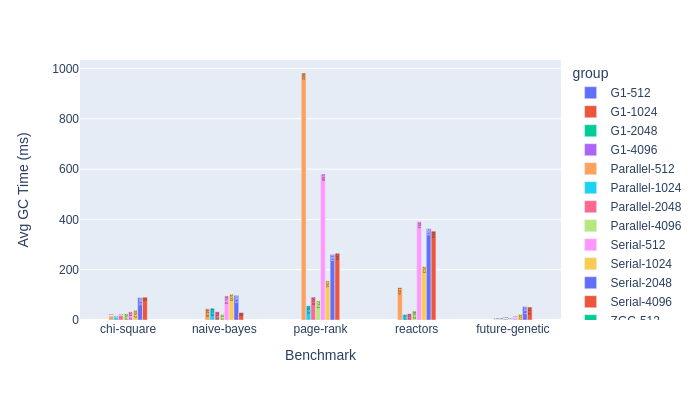 group
G1-512
G1-1024
G1-2048
G1-4096
Parallel-512
Parallel-1024
Parallel-2048
Parallel-4096
Serial-512
Serial-1024
Serial-2048
Serial-4096
ZGC-512
1000
800
600
400
200
0
Avg GC Time (ms)
chi-square
naive-bayes
page-rank
reactors
future-genetic
Benchmark